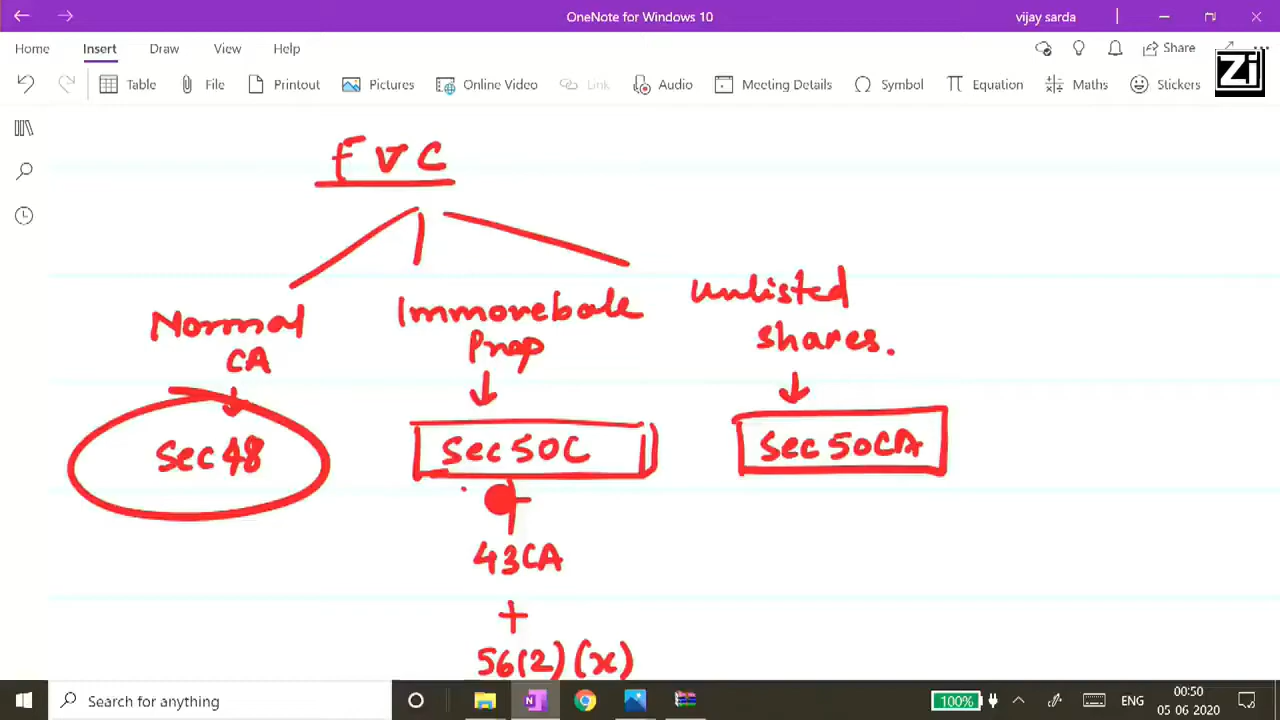 OneNote for Windows 10
vijay sarda
Home Insert Draw View Help
Share
Table File Printout Pictures Online Video Link Audio Meeting Details Symbol Equation Maths Stickers
Zi
FVC
Normal
CA
Sec 48
Immorebale
Prop
Sec 50C
+
43CA
+
56(2)(x)
Unlisted
Shares.
Sec 50CA
Search for anything
100%
ENG
00:50
05-06-2020